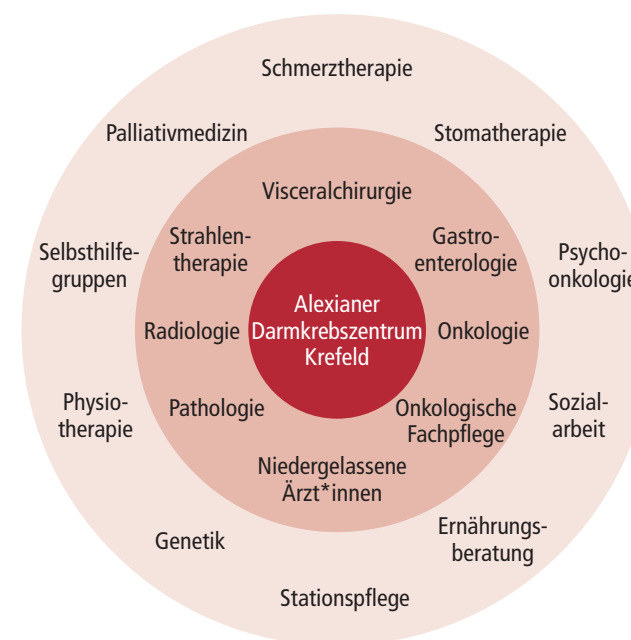 Schmerztherapie
Palliativmedizin
Stomatherapie
Visceralchirurgie
Strahlen-
therapie
Gastro-
enterologie
Selbsthilfe-
gruppen
Psycho-
onkologie
Alexianer
Darmkrebszentrum
Krefeld
Radiologie
Onkologie
Physio-
therapie
Pathologie
Onkologische
Fachpflege
Sozial-
arbeit
Niedergelassene
Ärzt*innen
Genetik
Ernährungs-
beratung
Stationspflege